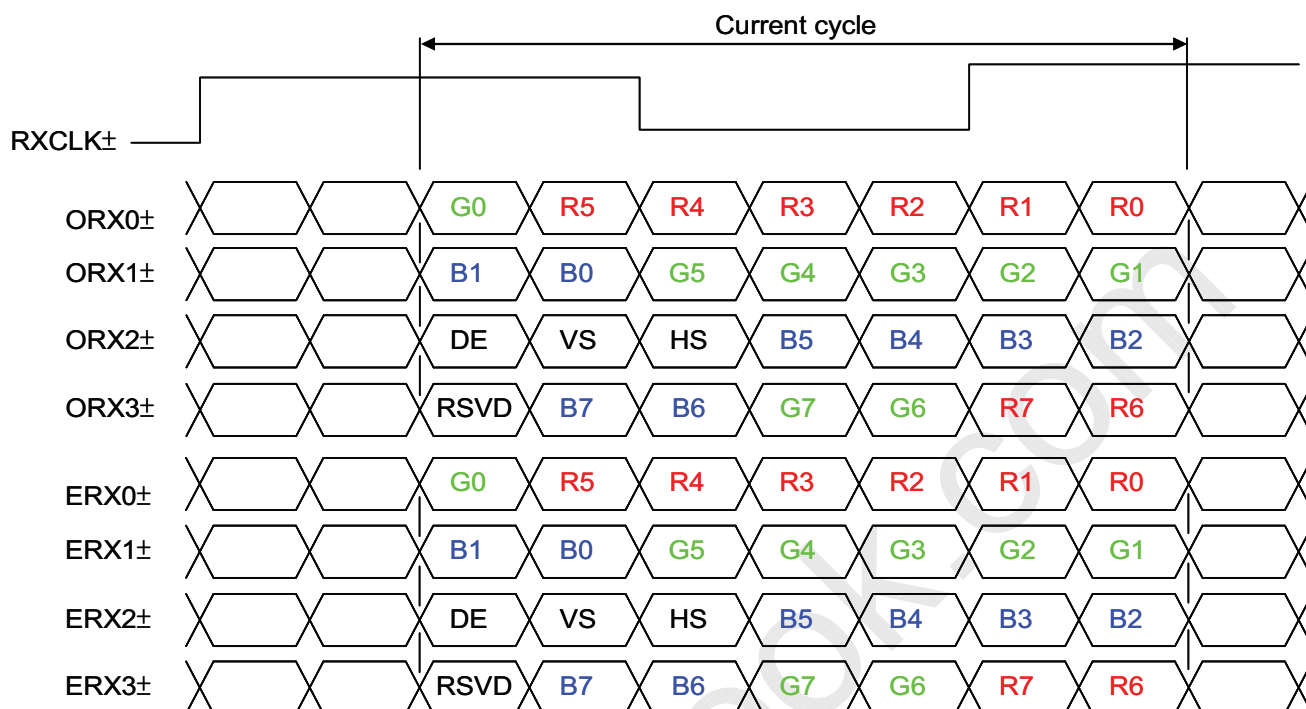 Current cycle
RXCLK±
ORX0± G0 R5 R4 R3 R2 R1 R0
ORX1± B1 B0 G5 G4 G3 G2 G1
ORX2± DE VS HS B5 B4 B3 B2
ORX3± RSVD B7 B6 G7 G6 R7 R6
ERX0± G0 R5 R4 R3 R2 R1 R0
ERX1± B1 B0 G5 G4 G3 G2 G1
ERX2± DE VS HS B5 B4 B3 B2
ERX3± RSVD B7 B6 G7 G6 R7 R6
ook.com